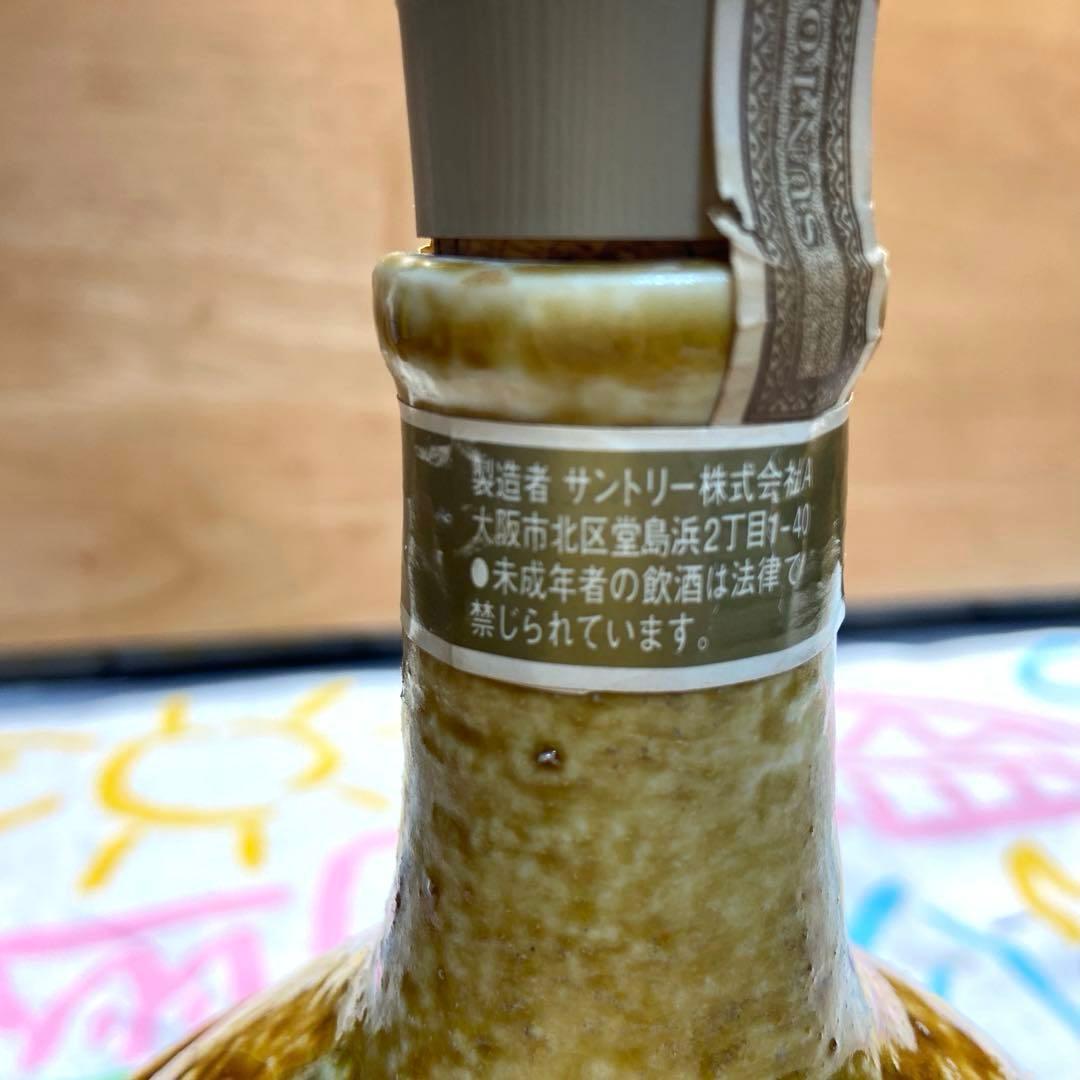 製造者 サントリー株式会社A
大阪市北区堂島浜2丁目1-40
●未成年者の飲酒は法律で
禁じられています。